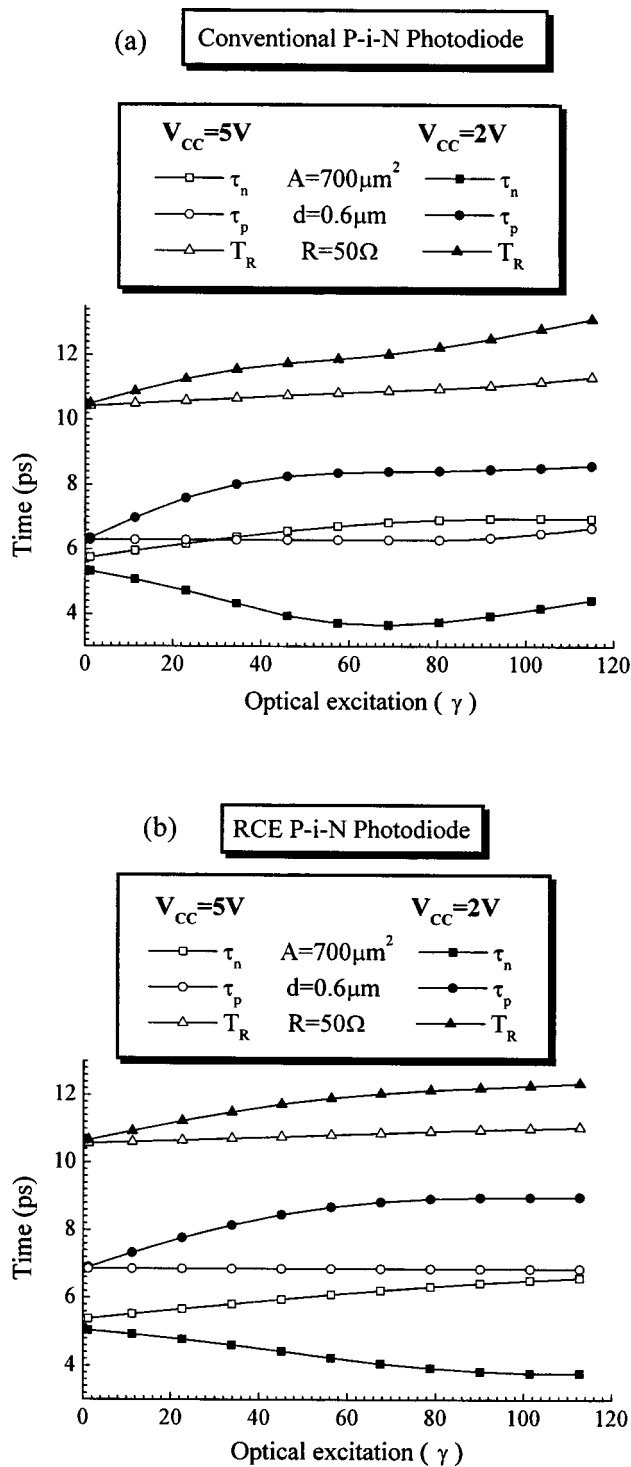 (a) Conventional P-i-N Photodiode
V_CC=5V V_CC=2V
τ_n A=700μm² τ_n
τ_p d=0.6μm τ_p
T_R R=50Ω T_R
12
10
8
6
4
Time (ps)
0 20 40 60 80 100 120
Optical excitation ( γ )
(b) RCE P-i-N Photodiode
V_CC=5V V_CC=2V
τ_n A=700μm² τ_n
τ_p d=0.6μm τ_p
T_R R=50Ω T_R
12
10
8
6
4
Time (ps)
0 20 40 60 80 100 120
Optical excitation ( γ )